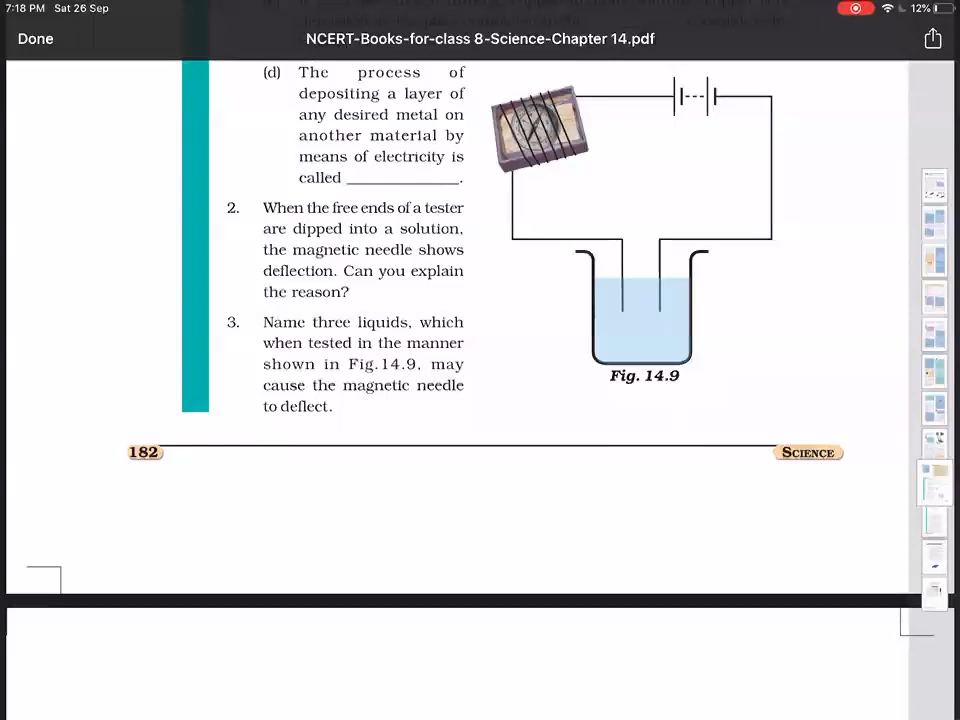 7:18 PM Sat 26 Sep
12%
Done
NCERT-Books-for-class 8-Science-Chapter 14.pdf
(d) The process of
depositing a layer of
any desired metal on
another material by
means of electricity is
called ____________.
2. When the free ends of a tester
are dipped into a solution,
the magnetic needle shows
deflection. Can you explain
the reason?
3. Name three liquids, which
when tested in the manner
shown in Fig.14.9, may
cause the magnetic needle
to deflect.
Fig. 14.9
182
SCIENCE